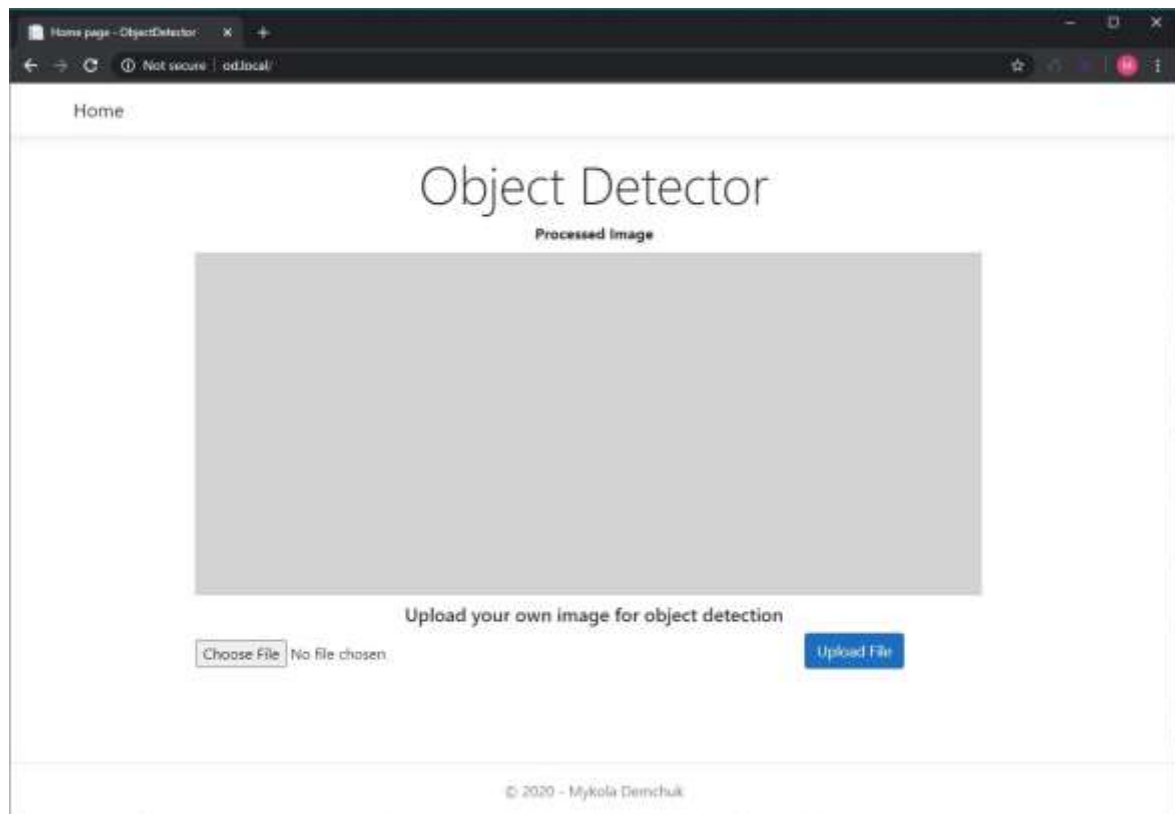 Home page - ObjectDetector
Not secure | od.local/
Home
Object Detector
Processed Image
Upload your own image for object detection
Choose File No file chosen
Upload File
© 2020 - Mykola Demchuk